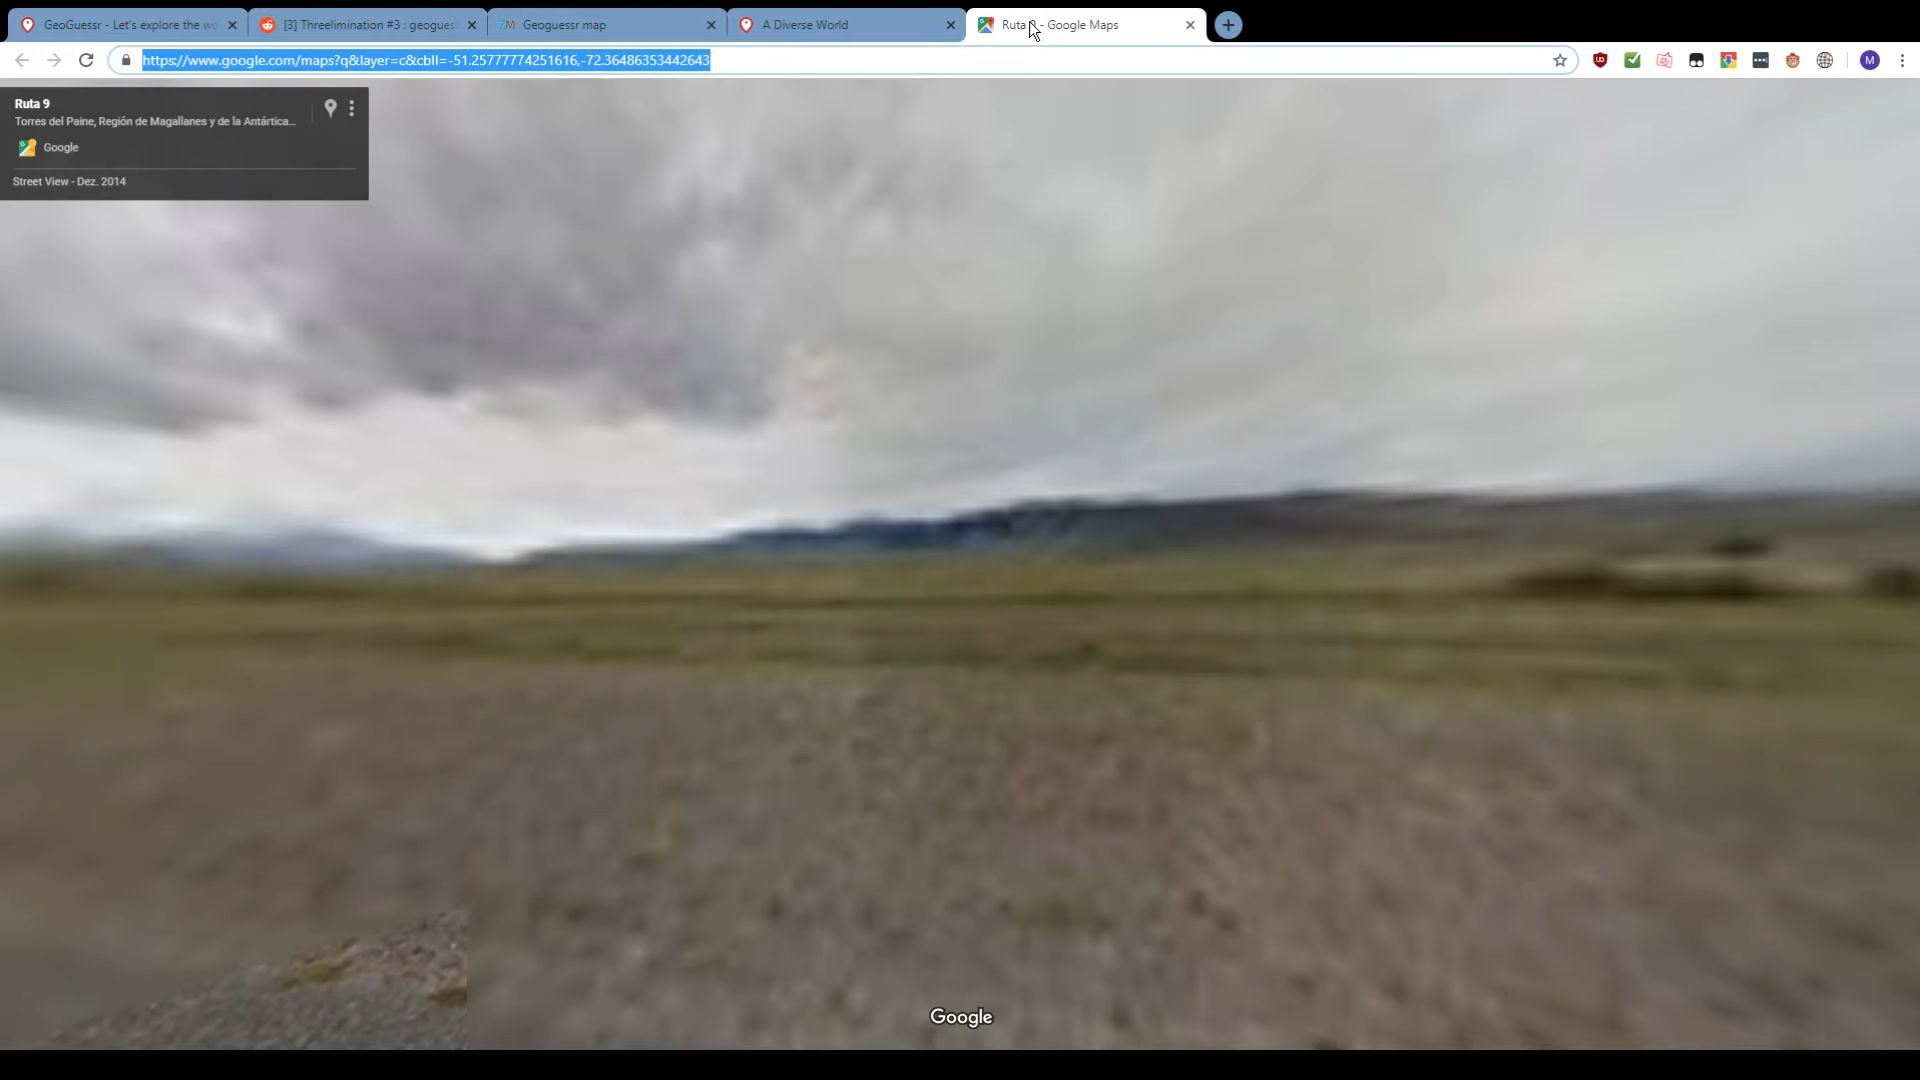 GeoGuessr - Let's explore the wo
[3] Threelimination #3 : geogues
Geoguessr map
A Diverse World
Ruta 9 - Google Maps
https://www.google.com/maps?q&layer=c&cbll=-51.25777774251616,-72.36486353442643
Ruta 9
Torres del Paine, Región de Magallanes y de la Antártica...
Google
Street View - Dez. 2014
Google